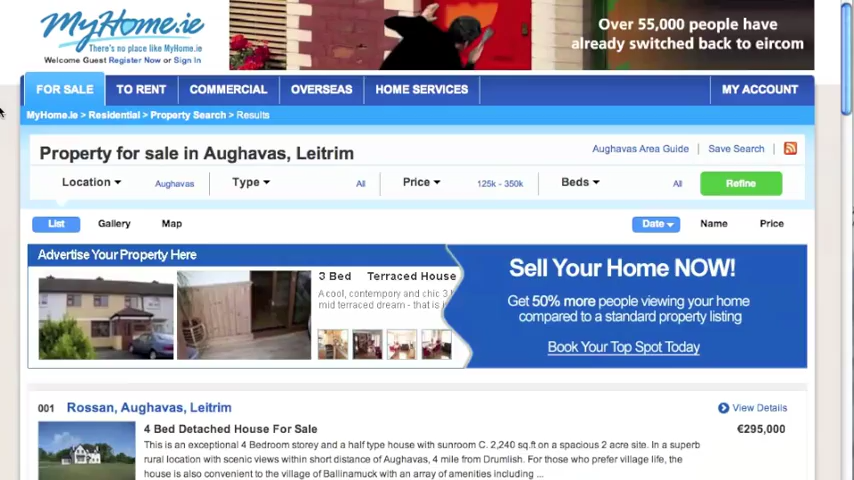 MyHome.ie
There's no place like MyHome.ie
Welcome Guest Register Now or Sign In
Over 55,000 people have
already switched back to eircom
FOR SALE TO RENT COMMERCIAL OVERSEAS HOME SERVICES MY ACCOUNT
MyHome.ie > Residential > Property Search > Results
Property for sale in Aughavas, Leitrim
Aughavas Area Guide Save Search
Location Aughavas Type All Price 125k - 350k Beds All Refine
List Gallery Map Date Name Price
Advertise Your Property Here
3 Bed Terraced House
A cool, contempory and chic 3
mid terraced dream - that is
Sell Your Home NOW!
Get 50% more people viewing your home
compared to a standard property listing
Book Your Top Spot Today
001 Rossan, Aughavas, Leitrim View Details
4 Bed Detached House For Sale €295,000
This is an exceptional 4 Bedroom storey and a half type house with sunroom C. 2,240 sq.ft on a spacious 2 acre site. In a superb
rural location with scenic views within short distance of Aughavas, 4 mile from Drumlish. For those who prefer village life, the
house is also convenient to the village of Ballinamuck with an array of amenities including ...